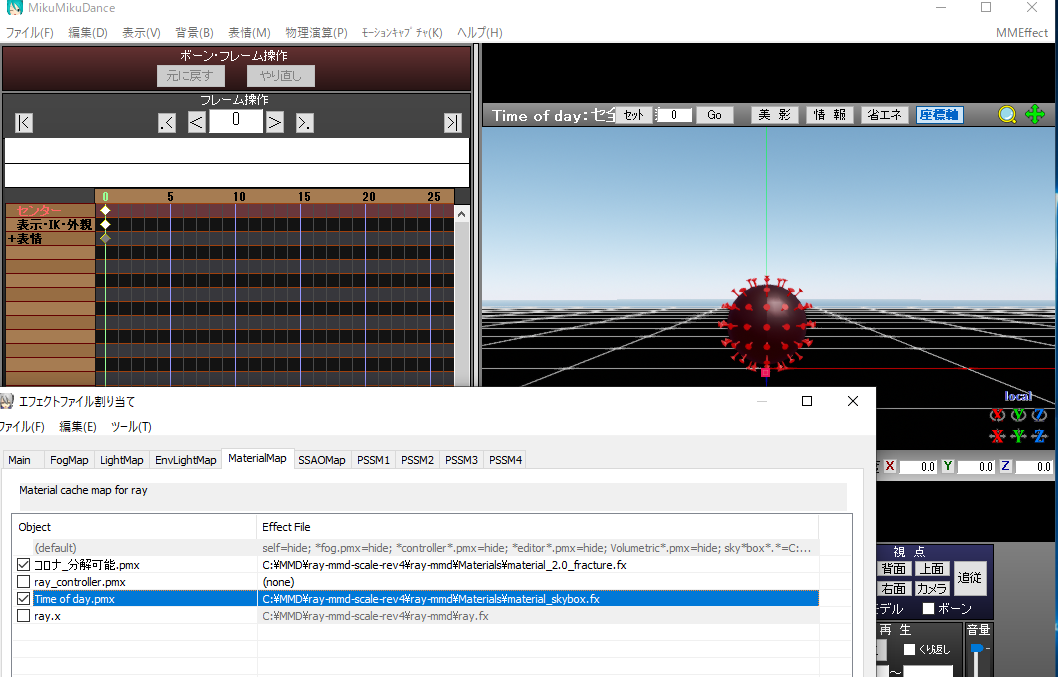 MikuMikuDance
ファイル(F) 編集(D) 表示(V) 背景(B) 表情(M) 物理演算(P) ﾓｰｼｮﾝｷｬﾌﾟﾁｬ(K) ヘルプ(H) MMEffect
ボーン・フレーム操作
元に戻す やり直し
フレーム操作
|< .< < 0 > >. >|
0 5 10 15 20 25
センター
表示・IK・外観
+表情
Time of day:セ全 セット 0 Go 美 影 情 報 省エネ 座標軸
local
X Y Z
X Y Z
X 0.0 Y 0.0 Z 0.0
視 点
背面 上面 追従
右面 カメラ
モデル ボーン
再 生 音量
くり返し
～
エフェクトファイル割り当て
ファイル(F) 編集(E) ツール(T)
Main FogMap LightMap EnvLightMap MaterialMap SSAOMap PSSM1 PSSM2 PSSM3 PSSM4
Material cache map for ray
Object Effect File
(default) self=hide; *fog.pmx=hide; *controller*.pmx=hide; *editor*.pmx=hide; Volumetric*.pmx=hide; sky*box*.*=C:...
コロナ_分解可能.pmx C:¥MMD¥ray-mmd-scale-rev4¥ray-mmd¥Materials¥material_2.0_fracture.fx
ray_controller.pmx (none)
Time of day.pmx C:¥MMD¥ray-mmd-scale-rev4¥ray-mmd¥Materials¥material_skybox.fx
ray.x C:¥MMD¥ray-mmd-scale-rev4¥ray-mmd¥ray.fx